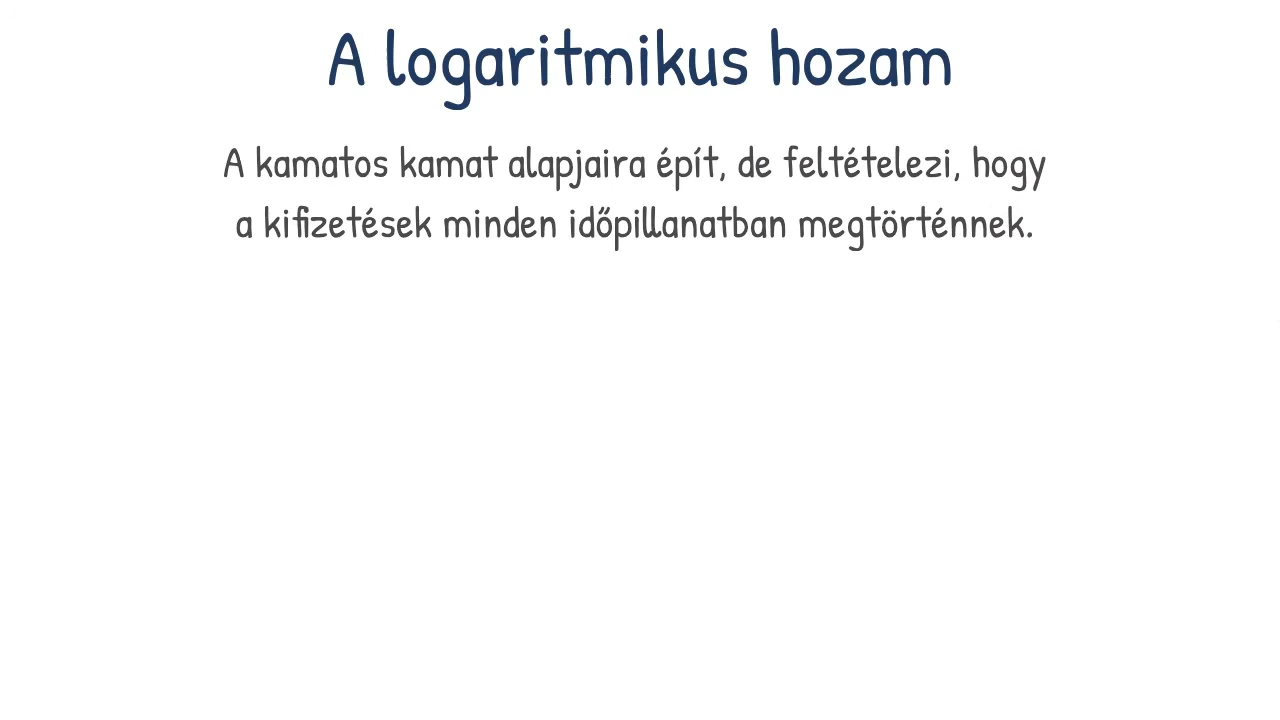 A logaritmikus hozam
A kamatos kamat alapjaira épít, de feltételezi, hogy
a kifizetések minden időpillanatban megtörténnek.